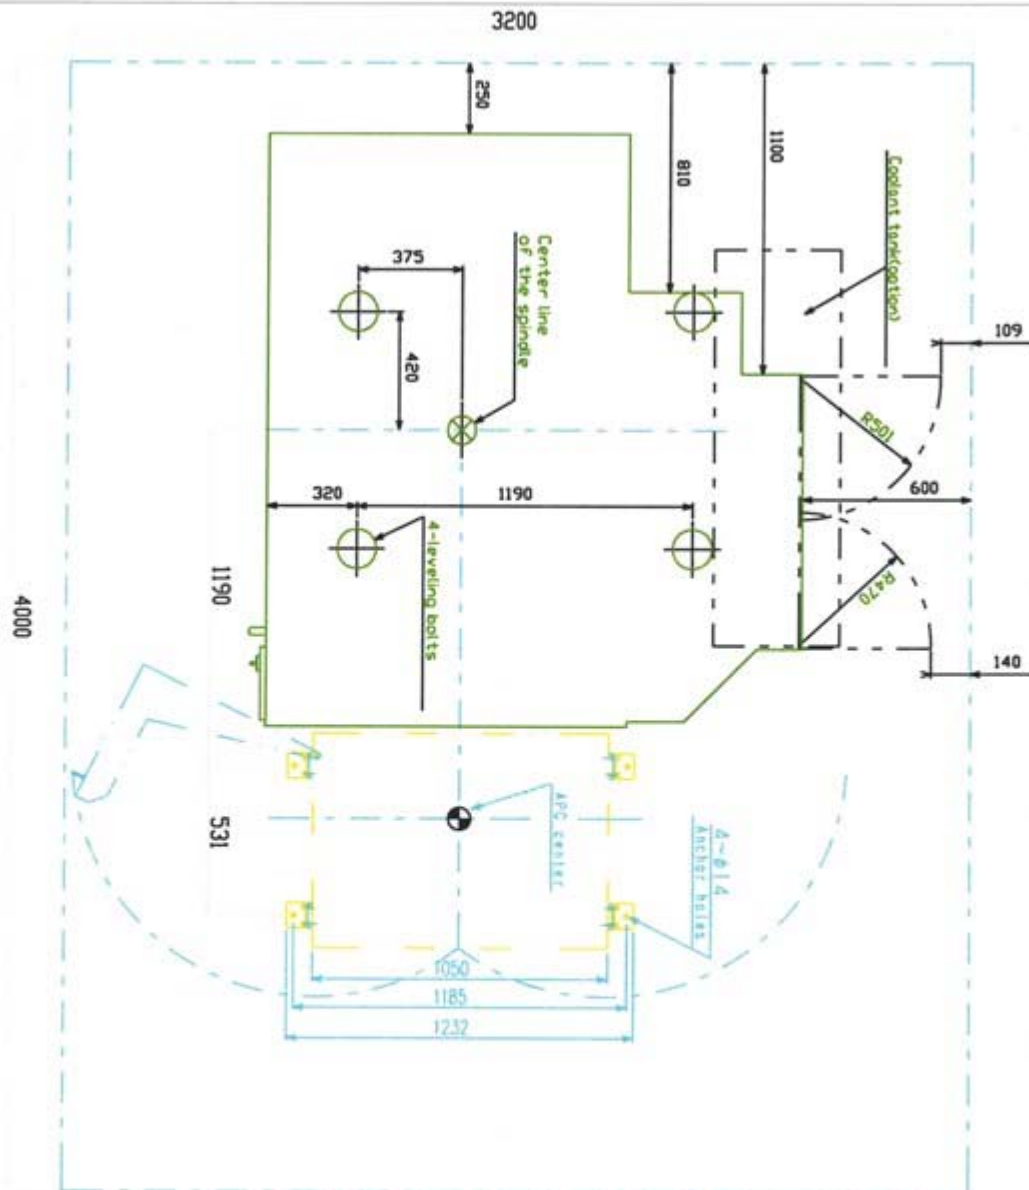 3200
250
810
1100
Coolant tank(option)
109
375
Center line
of the spindle
420
R501
600
320
1190
4-leveling bolts
R470
1190
4000
140
531
APC center
4-ø14
Anchor holes
1050
1185
1232